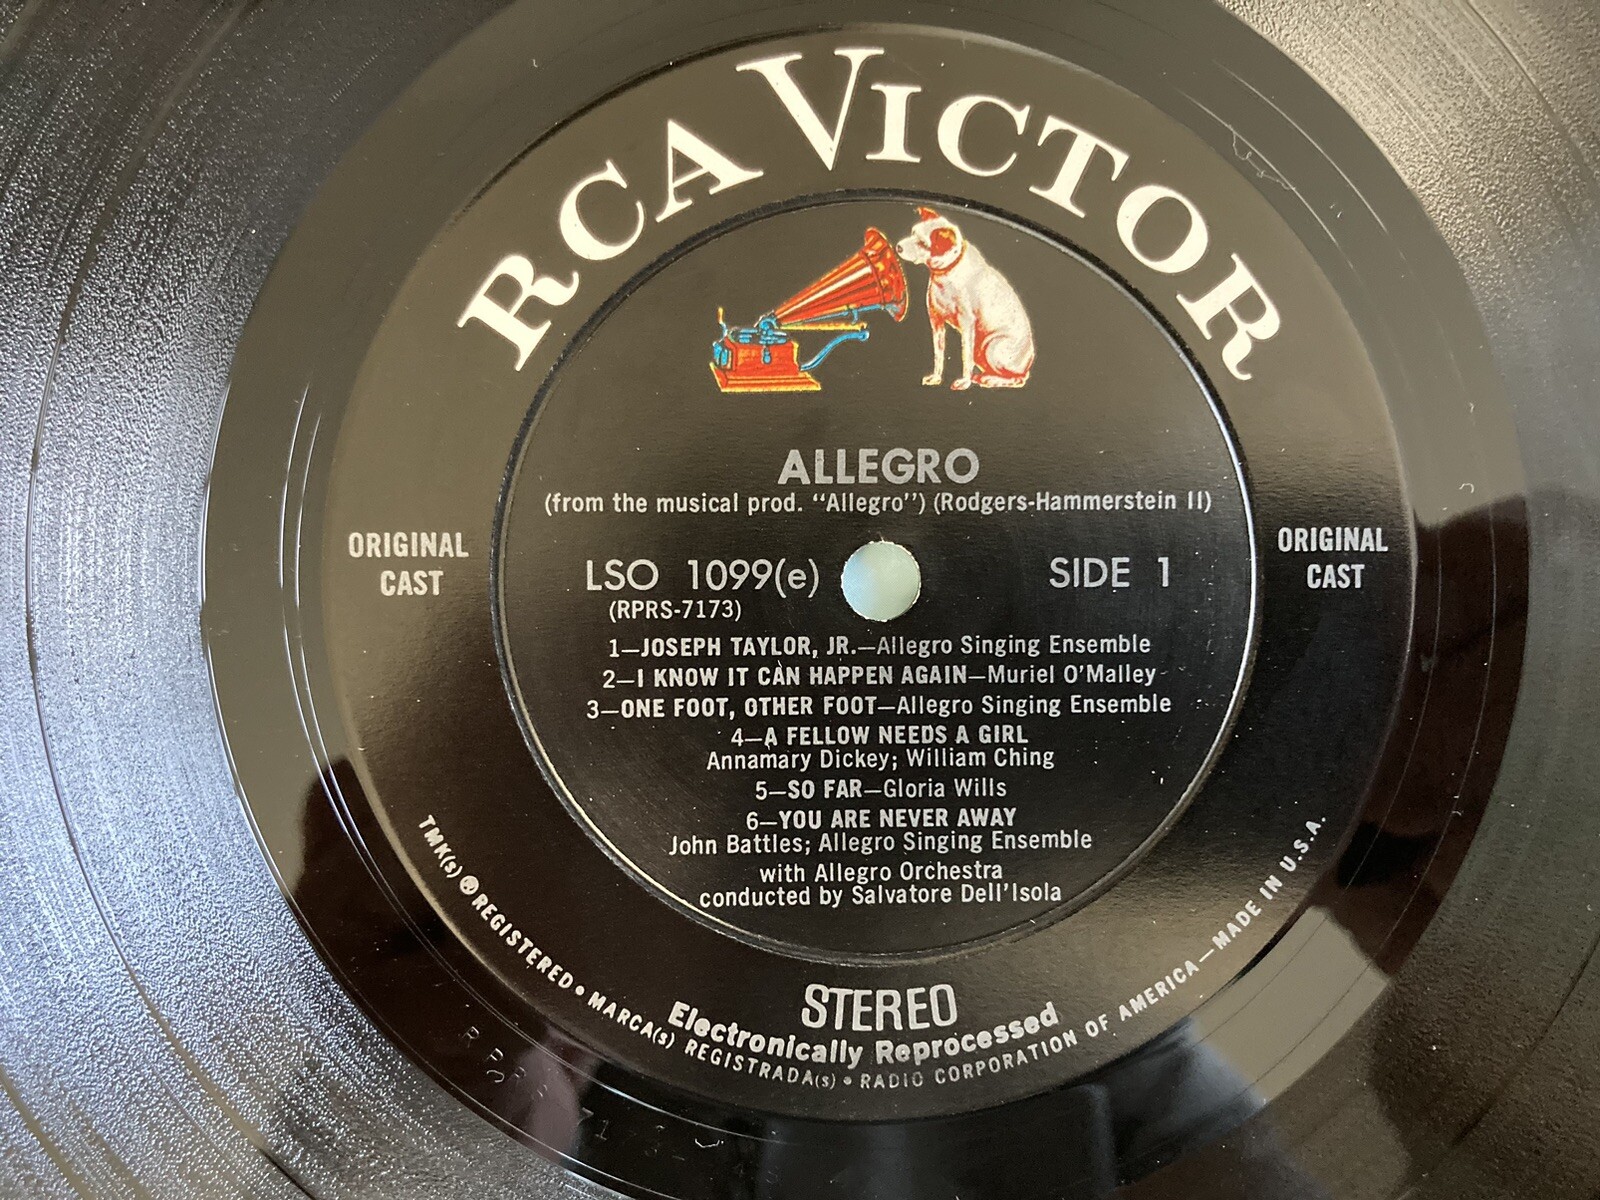 RCA VICTOR
ALLEGRO
(from the musical prod. "Allegro") (Rodgers-Hammerstein II)
ORIGINAL
CAST
ORIGINAL
CAST
LSO 1099(e)
SIDE 1
(RPRS-7173)
1—JOSEPH TAYLOR, JR.—Allegro Singing Ensemble
2—I KNOW IT CAN HAPPEN AGAIN—Muriel O'Malley
3—ONE FOOT, OTHER FOOT—Allegro Singing Ensemble
4—A FELLOW NEEDS A GIRL
Annamary Dickey; William Ching
5—SO FAR—Gloria Wills
6—YOU ARE NEVER AWAY
John Battles; Allegro Singing Ensemble
with Allegro Orchestra
conducted by Salvatore Dell'Isola
STEREO
Electronically Reprocessed
TMK(s) ® REGISTERED • MARCA(s) REGISTRADA(s) • RADIO CORPORATION OF AMERICA—MADE IN U.S.A.